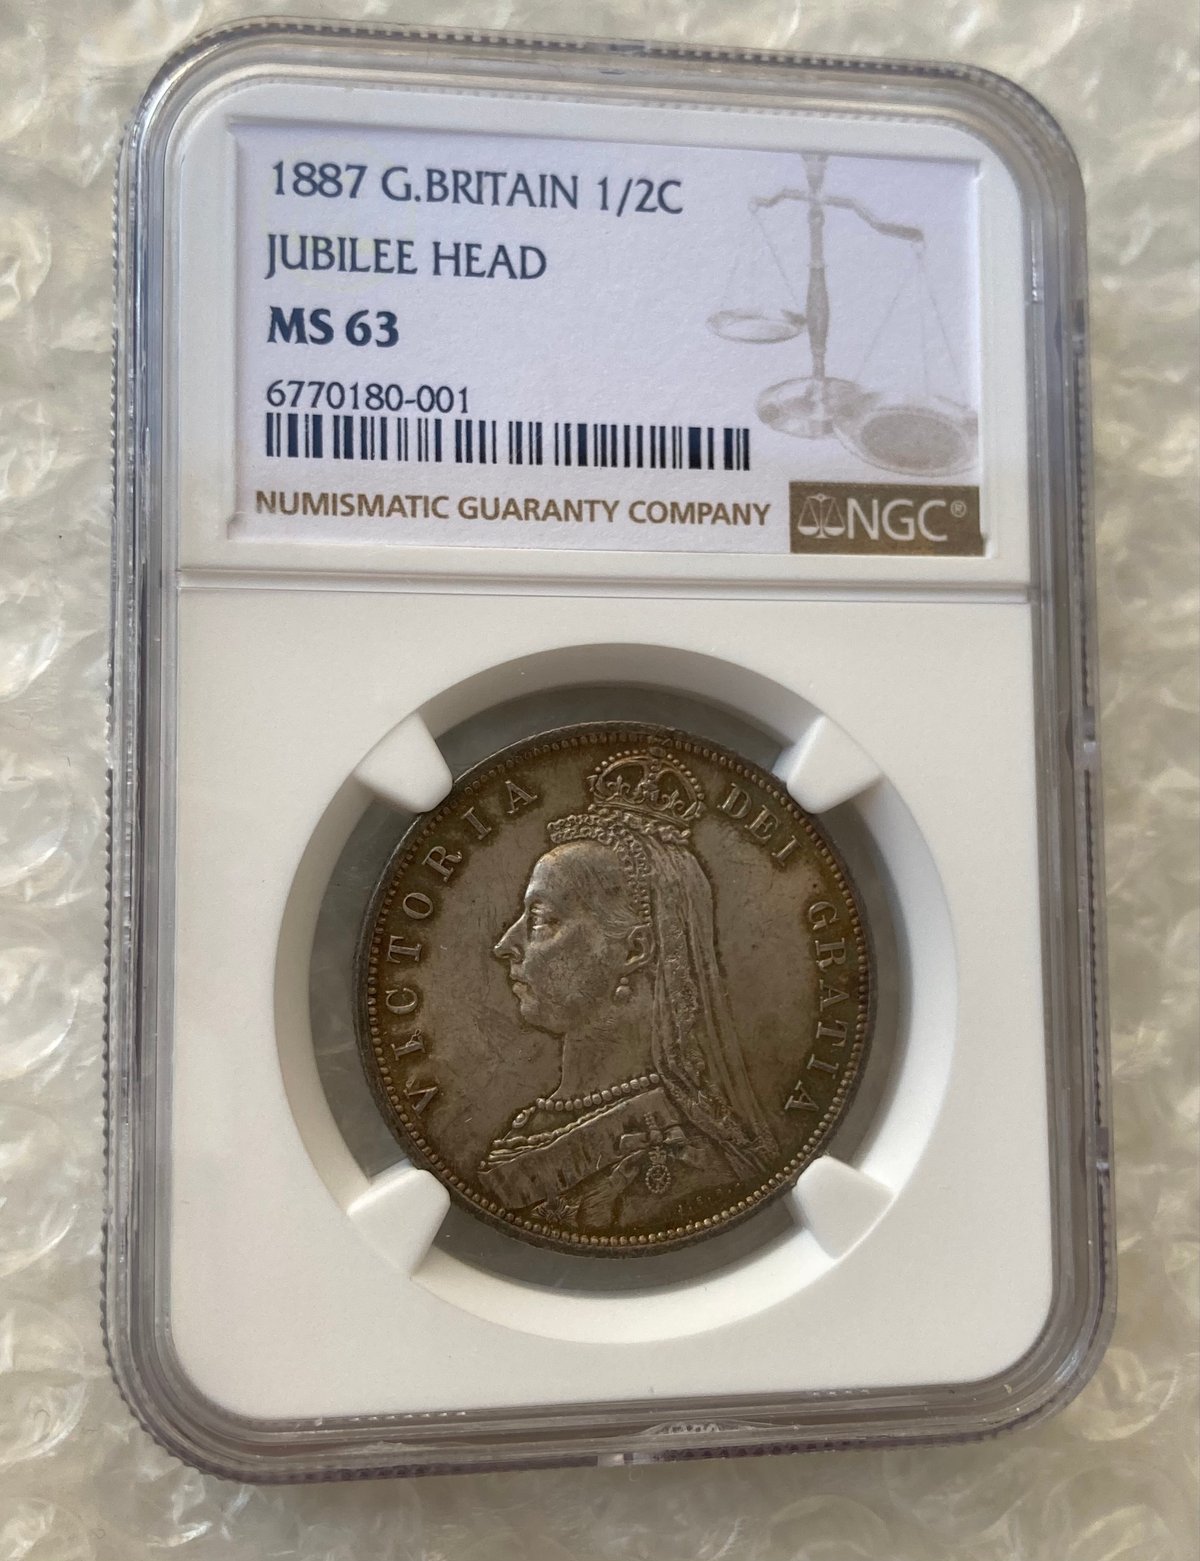 1887 G.BRITAIN 1/2C
JUBILEE HEAD
MS 63
6770180-001
NUMISMATIC GUARANTY COMPANY NGC®
VICTORIA DEI GRATIA